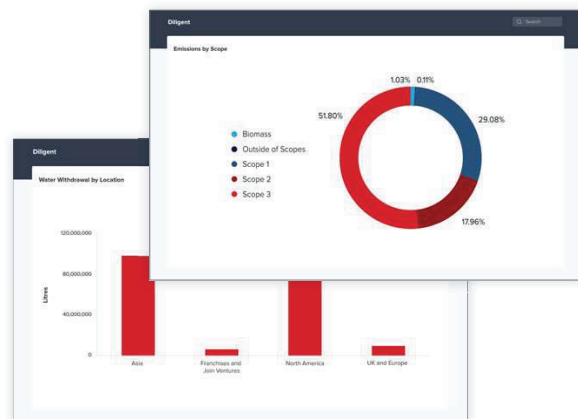 Diligent
Search
Emissions by Scope
1.03%
0.11%
51.80%
29.08%
17.96%
Biomass
Outside of Scopes
Scope 1
Scope 2
Scope 3
Diligent
Water Withdrawal by Location
120,000,000
80,000,000
40,000,000
0
Litres
Asia
Franchises and
Join Ventures
North America
UK and Europe